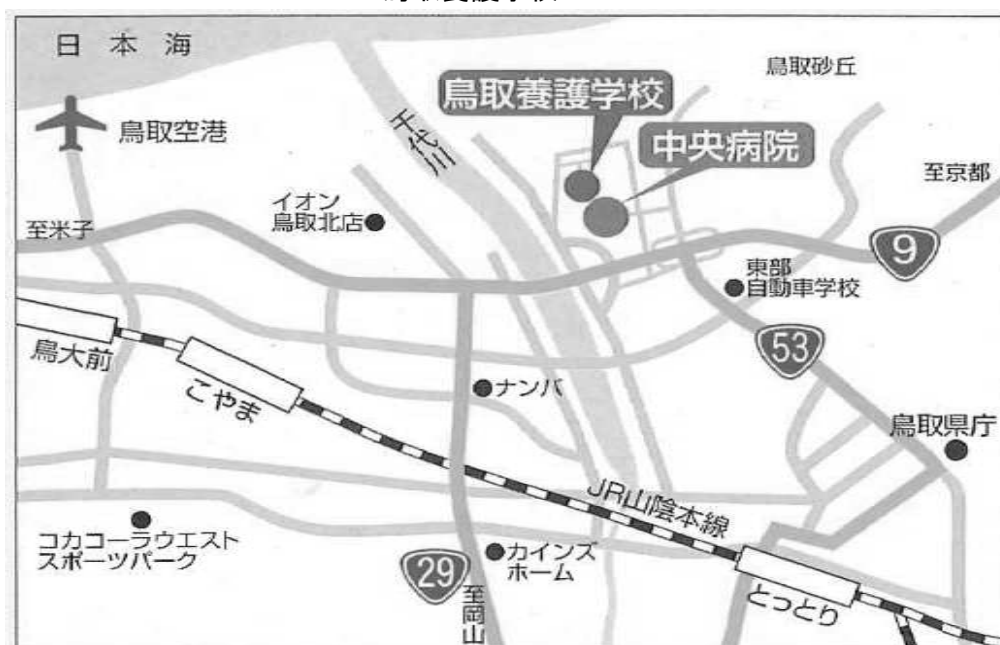 日本海
鳥取砂丘
鳥取養護学校
鳥取空港
千代川
中央病院
至京都
イオン
鳥取北店
至米子
9
東部
自動車学校
53
鳥大前
こやま
ナンバ
鳥取県庁
JR山陰本線
コカコーラウエスト
スポーツパーク
カインズ
ホーム
29
至岡山
とっとり